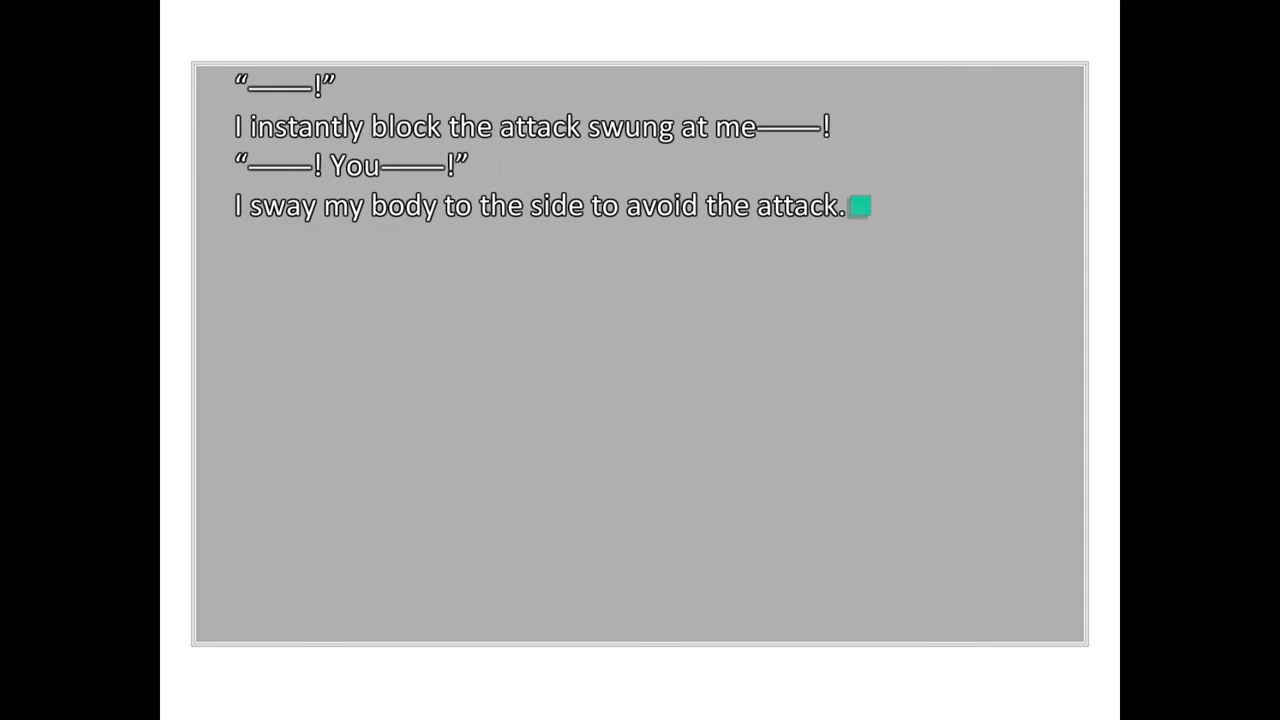 “――!”
I instantly block the attack swung at me――!
“――! You――!”
I sway my body to the side to avoid the attack.